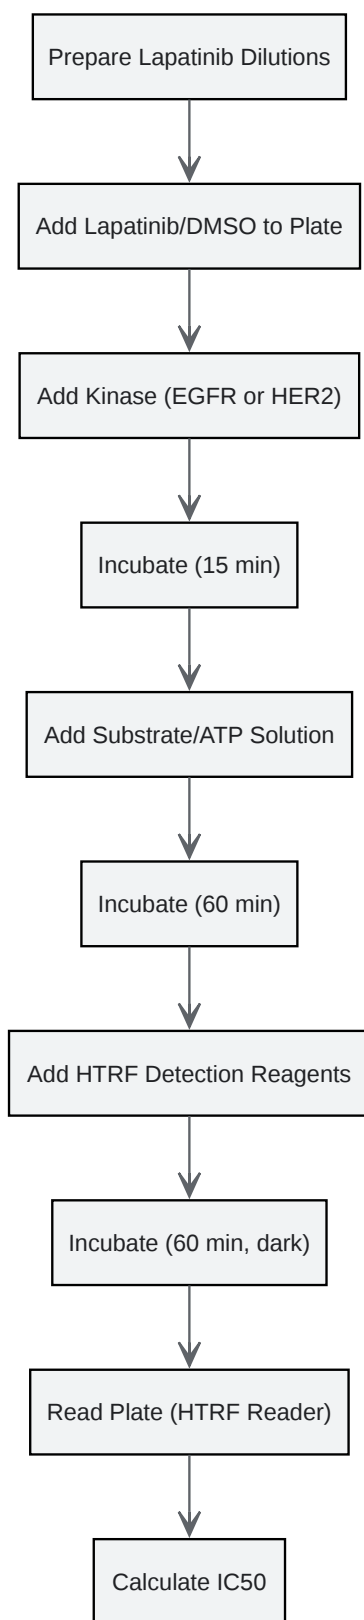 Prepare Lapatinib Dilutions
Add Lapatinib/DMSO to Plate
Add Kinase (EGFR or HER2)
Incubate (15 min)
Add Substrate/ATP Solution
Incubate (60 min)
Add HTRF Detection Reagents
Incubate (60 min, dark)
Read Plate (HTRF Reader)
Calculate IC50